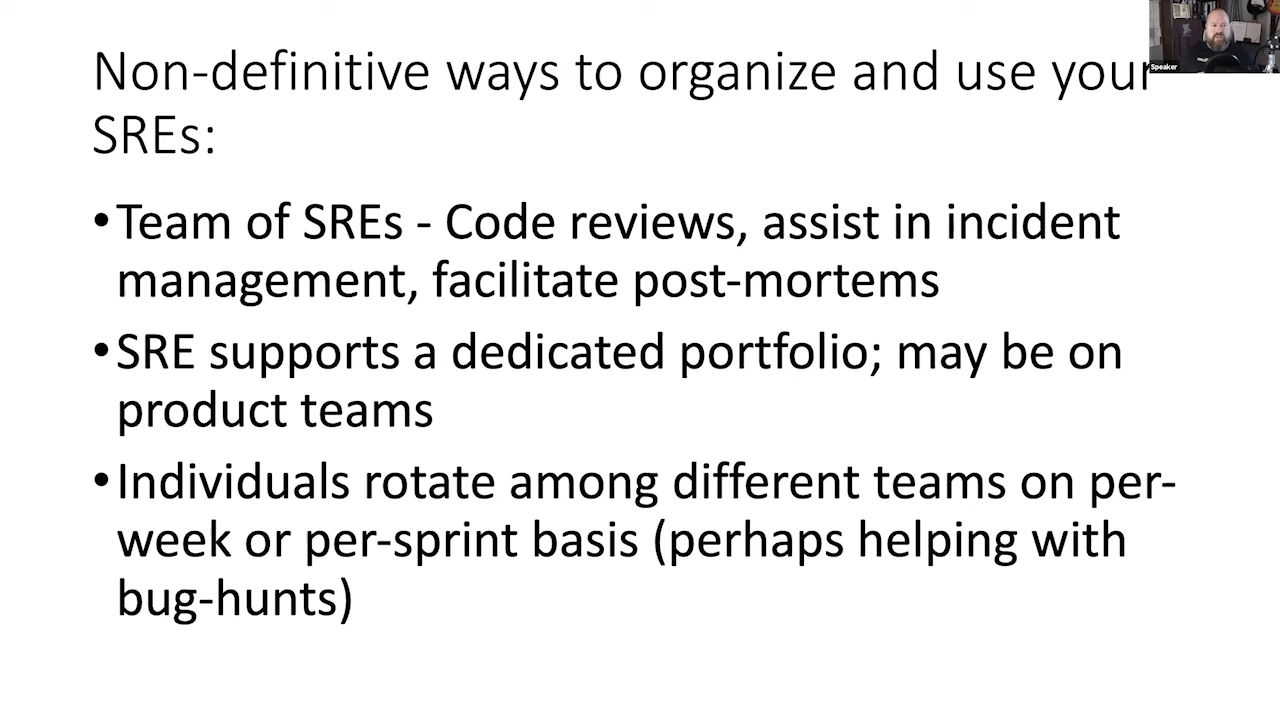 Non-definitive ways to organize and use your
SREs:
Speaker
•Team of SREs - Code reviews, assist in incident
management, facilitate post-mortems
•SRE supports a dedicated portfolio; may be on
product teams
•Individuals rotate among different teams on per-
week or per-sprint basis (perhaps helping with
bug-hunts)